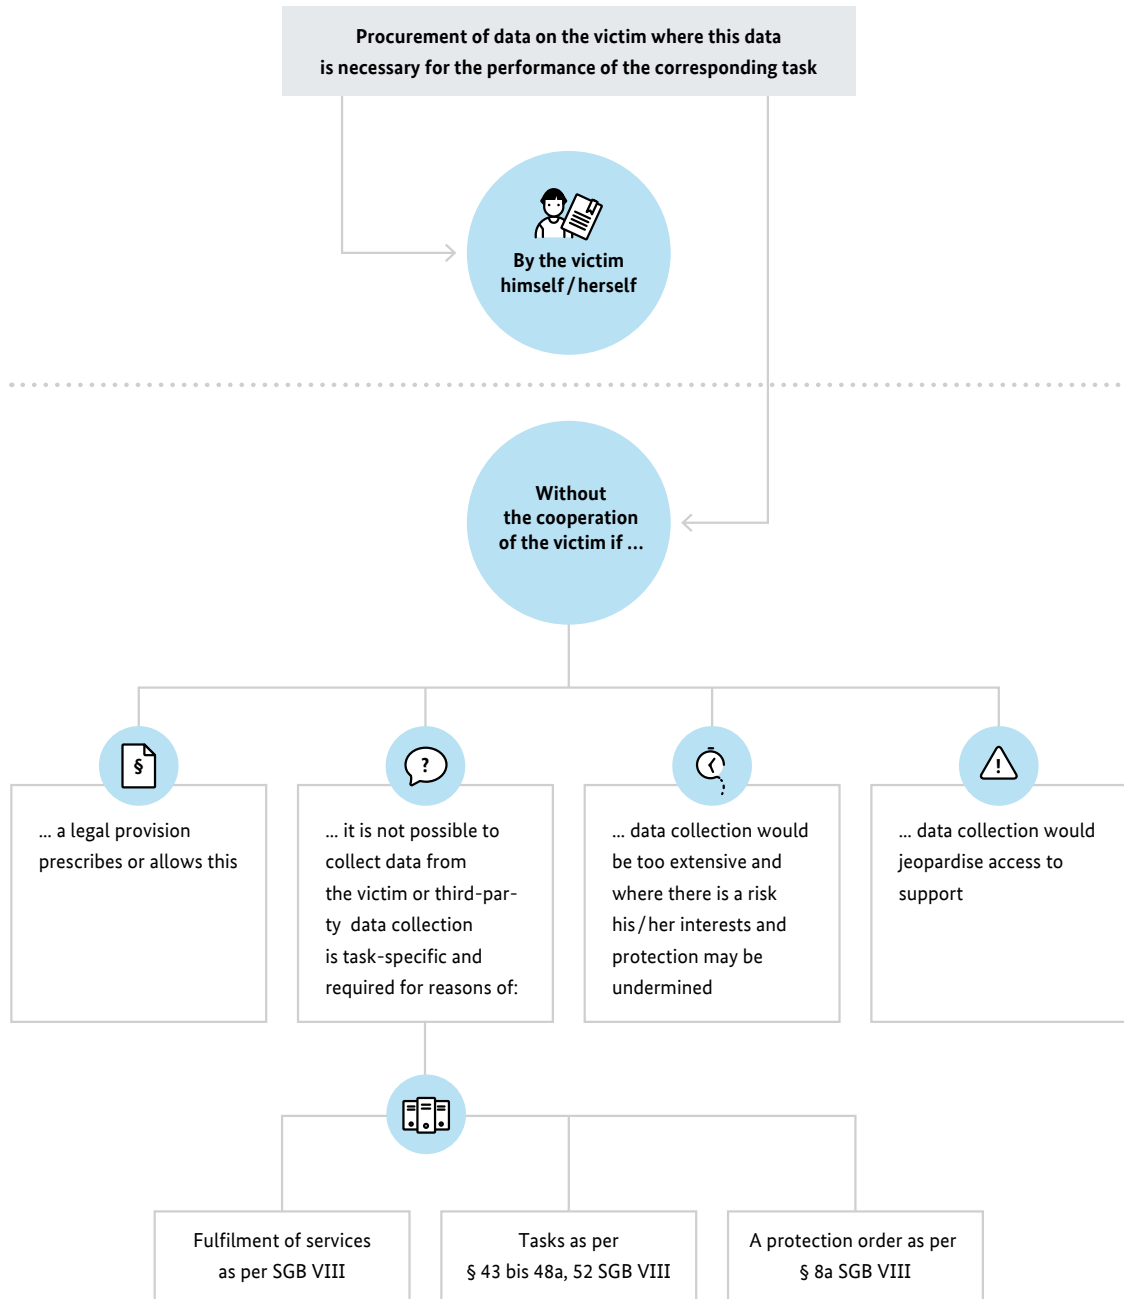 Procurement of data on the victim where this data
is necessary for the performance of the corresponding task
By the victim
himself / herself
Without
the cooperation
of the victim if ...
§
?
!
... a legal provision
prescribes or allows this
... it is not possible to
collect data from
the victim or third-par-
ty data collection
is task-specific and
required for reasons of:
... data collection would
be too extensive and
where there is a risk
his / her interests and
protection may be
undermined
... data collection would
jeopardise access to
support
Fulfilment of services
as per SGB VIII
Tasks as per
§ 43 bis 48a, 52 SGB VIII
A protection order as per
§ 8a SGB VIII